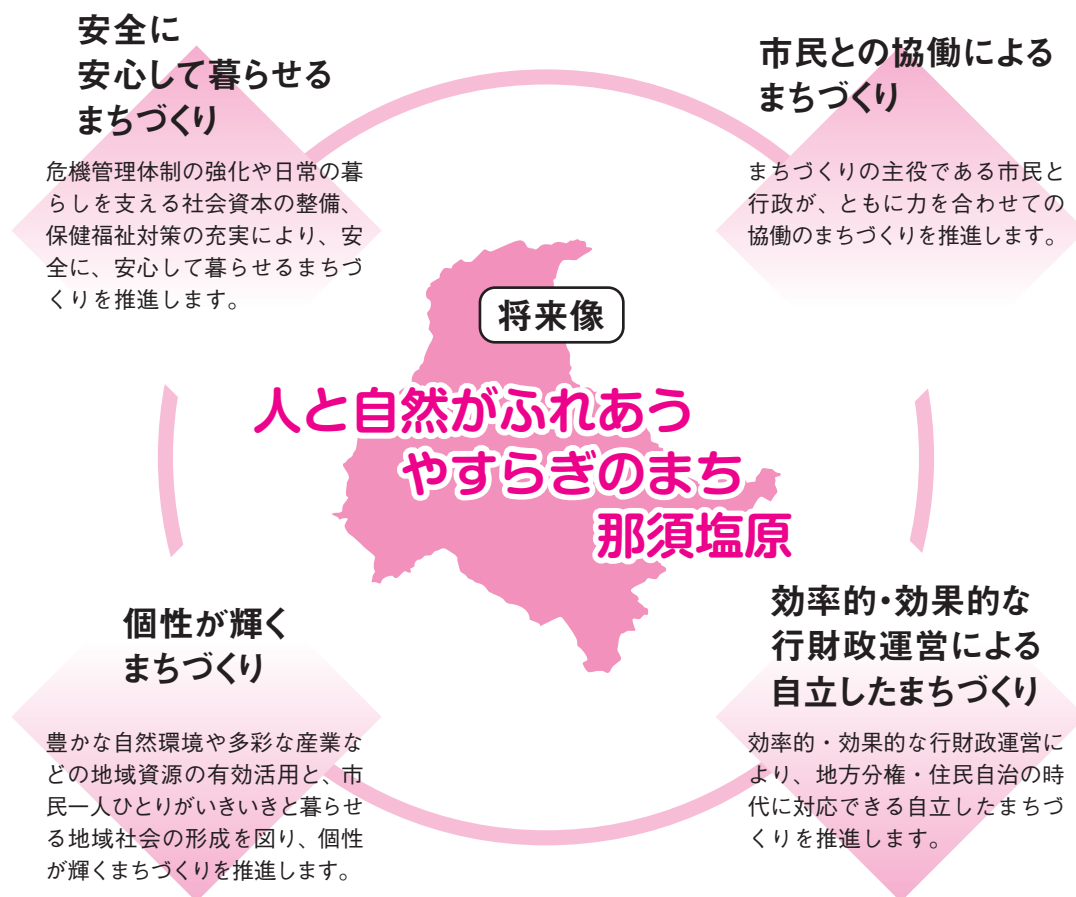 安全に
安心して暮らせる
まちづくり
危機管理体制の強化や日常の暮
らしを支える社会資本の整備、
保健福祉対策の充実により、安
全に、安心して暮らせるまちづ
くりを推進します。
市民との協働による
まちづくり
まちづくりの主役である市民と
行政が、ともに力を合わせての
協働のまちづくりを推進します。
将来像
人と自然がふれあう
やすらぎのまち
那須塩原
個性が輝く
まちづくり
豊かな自然環境や多彩な産業な
どの地域資源の有効活用と、市
民一人ひとりがいきいきと暮らせ
る地域社会の形成を図り、個性
が輝くまちづくりを推進します。
効率的・効果的な
行財政運営による
自立したまちづくり
効率的・効果的な行財政運営に
より、地方分権・住民自治の時
代に対応できる自立したまちづ
くりを推進します。